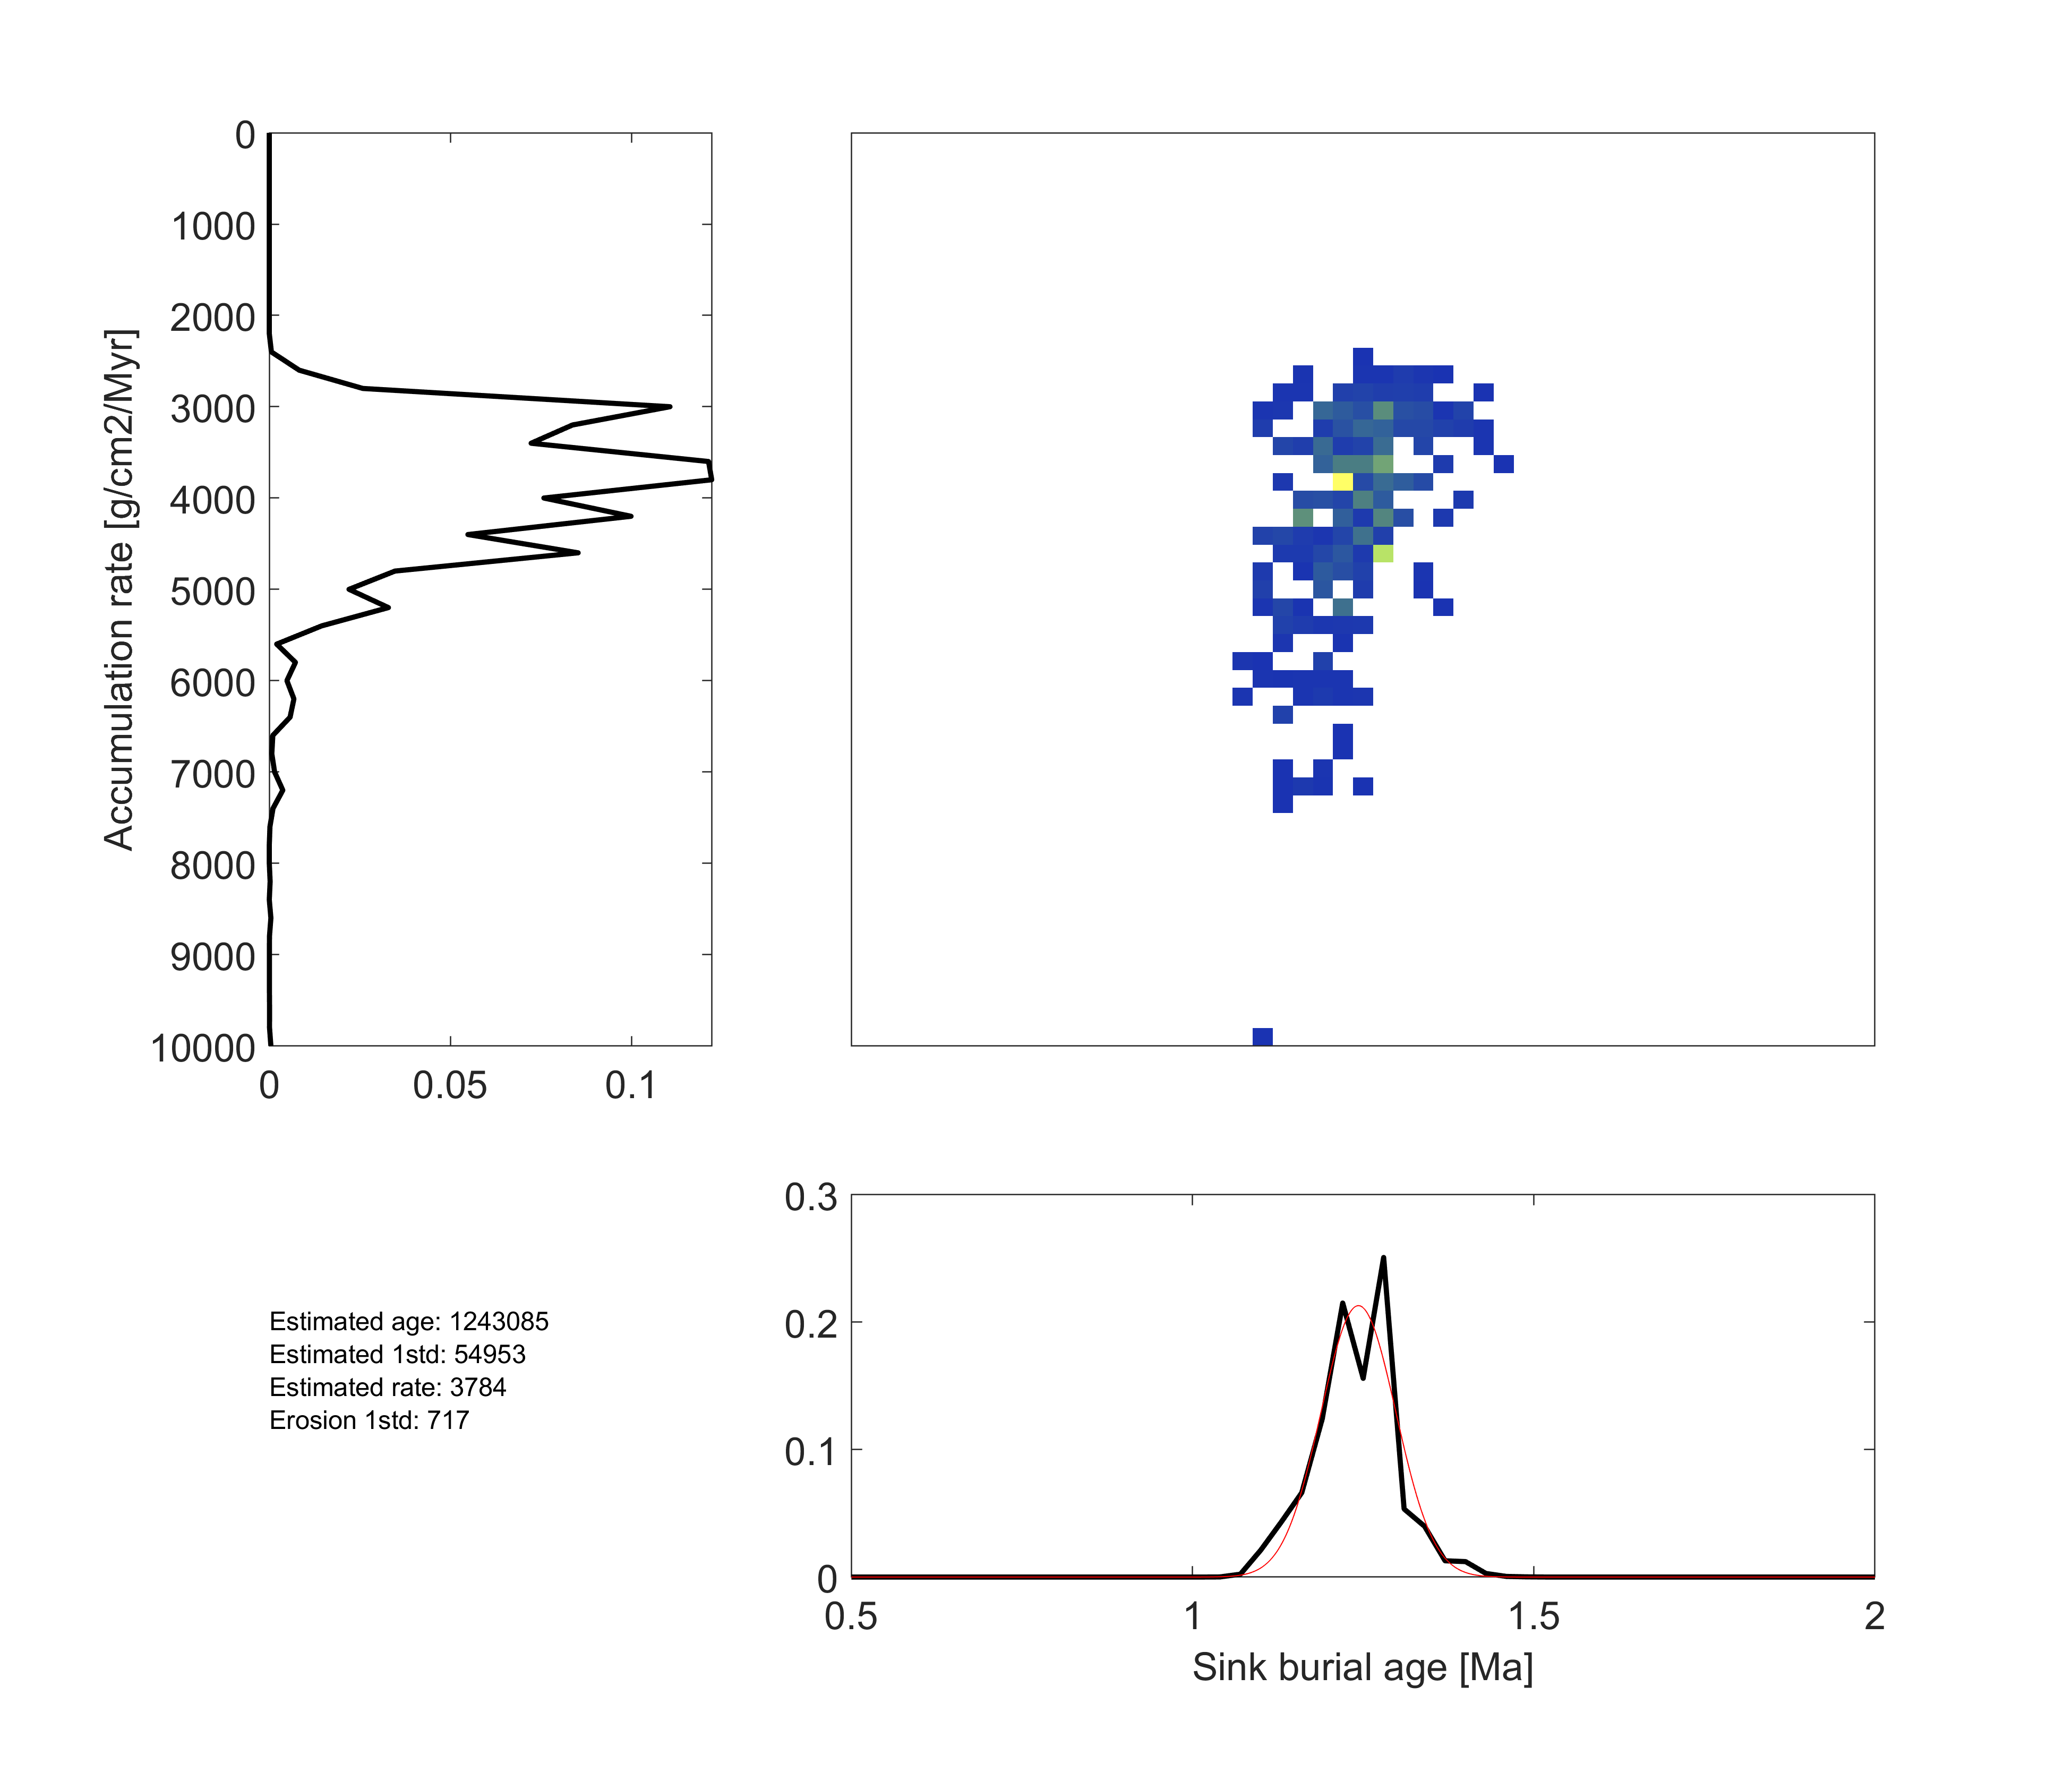 Accumulation rate [g/cm2/Myr]
0
1000
2000
3000
4000
5000
6000
7000
8000
9000
10000
0 0.05 0.1
Estimated age: 1243085
Estimated 1std: 54953
Estimated rate: 3784
Erosion 1std: 717
0.3
0.2
0.1
0
0.5 1 1.5 2
Sink burial age [Ma]